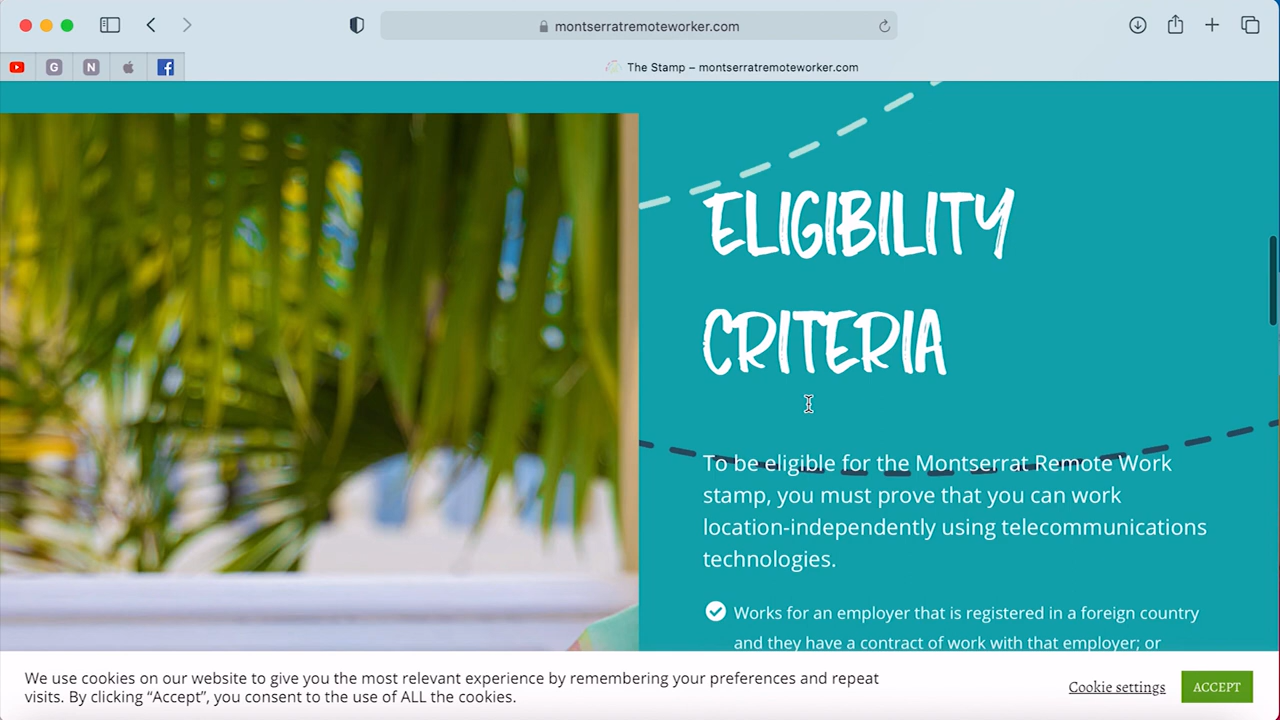 montserratremoteworker.com
G
N
The Stamp – montserratremoteworker.com
ELIGIBILITY
CRITERIA
To be eligible for the Montserrat Remote Work
stamp, you must prove that you can work
location-independently using telecommunications
technologies.
Works for an employer that is registered in a foreign country
and they have a contract of work with that employer; or
We use cookies on our website to give you the most relevant experience by remembering your preferences and repeat
visits. By clicking “Accept”, you consent to the use of ALL the cookies.
Cookie settings
ACCEPT